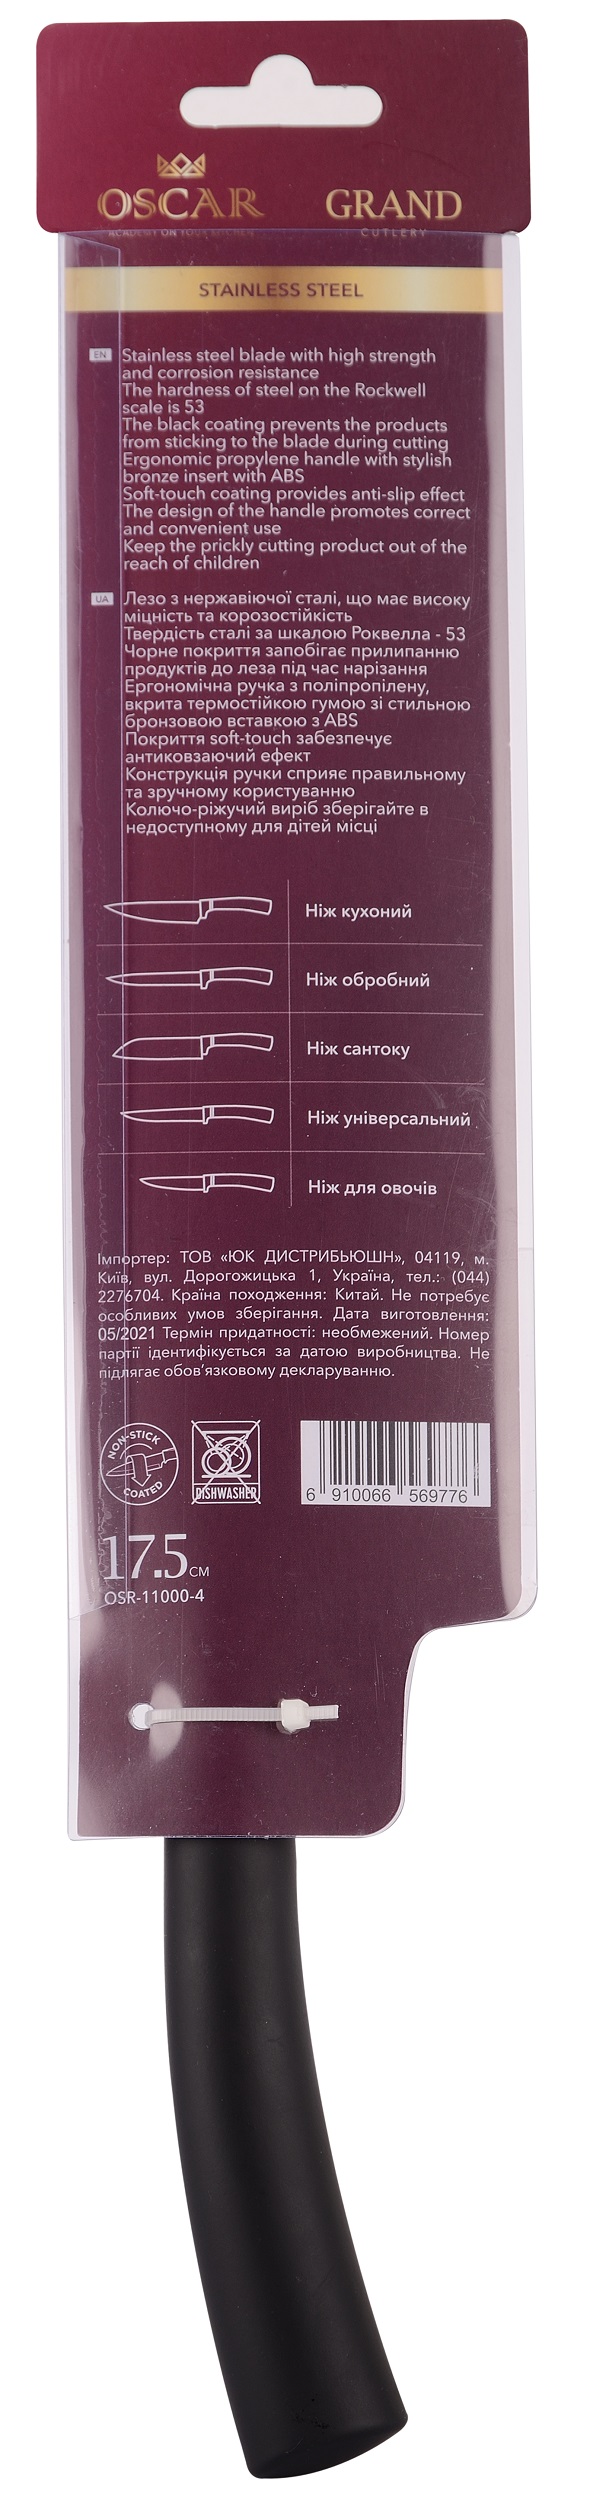 OSCAR
ACADEMY ON YOUR KITCHEN
GRAND
CUTLERY
STAINLESS STEEL
EN
Stainless steel blade with high strength
and corrosion resistance
The hardness of steel on the Rockwell
scale is 53
The black coating prevents the products
from sticking to the blade during cutting
Ergonomic propylene handle with stylish
bronze insert with ABS
Soft-touch coating provides anti-slip effect
The design of the handle promotes correct
and convenient use
Keep the prickly cutting product out of the
reach of children
UA
Лезо з нержавіючої сталі, що має високу
міцність та корозостійкість
Твердість сталі за шкалою Роквелла - 53
Чорне покриття запобігає прилипанню
продуктів до леза під час нарізання
Ергономічна ручка з поліпропілену,
вкрита термостійкою гумою зі стильною
бронзовою вставкою з ABS
Покриття soft-touch забезпечує
антиковзаючий ефект
Конструкція ручки сприяє правильному
та зручному користуванню
Колючо-ріжучий виріб зберігайте в
недоступному для дітей місці
Ніж кухоний
Ніж обробний
Ніж сантоку
Ніж універсальний
Ніж для овочів
Імпортер: ТОВ «ЮК ДИСТРИБЬЮШН», 04119, м.
Київ, вул. Дорогожицька 1, Україна, тел.: (044)
2276704. Країна походження: Китай. Не потребує
особливих умов зберігання. Дата виготовлення:
05/2021 Термін придатності: необмежений. Номер
партії ідентифікується за датою виробництва. Не
підлягає обов’язковому декларуванню.
NON-STICK
COATED
DISHWASHER
6 910066 569776
17.5 СМ
OSR-11000-4